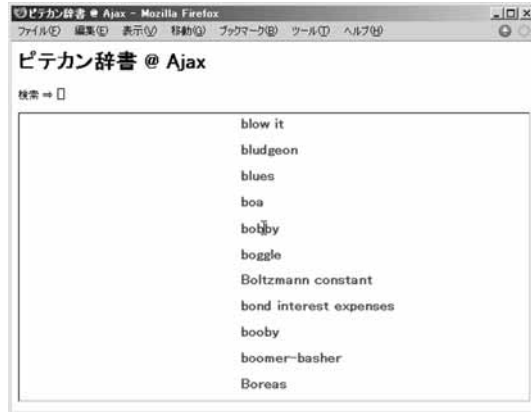 ピテカン辞書 @ Ajax - Mozilla Firefox
ファイル(F) 編集(E) 表示(V) 移動(G) ブックマーク(B) ツール(T) ヘルプ(H)
ピテカン辞書 @ Ajax
検索 ⇒ []
blow it
bludgeon
blues
boa
bobby
boggle
Boltzmann constant
bond interest expenses
booby
boomer-basher
Boreas